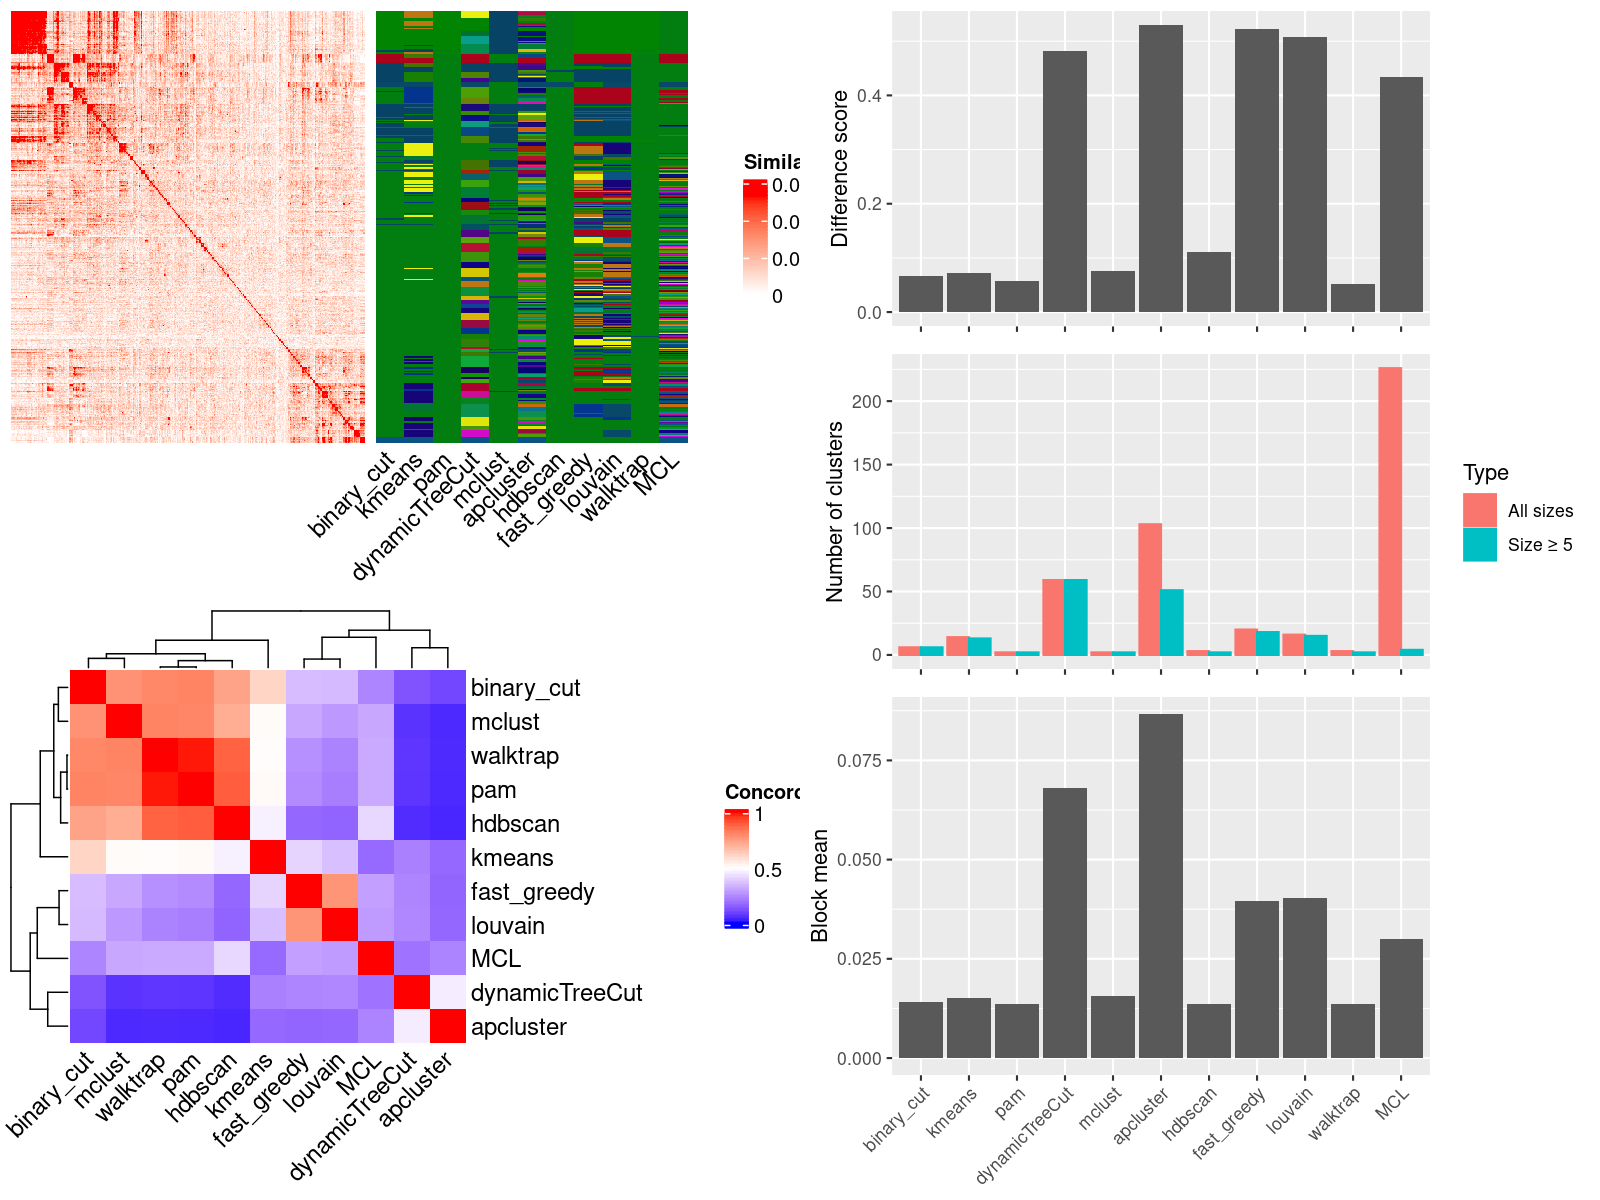 Simila
0.0
0.0
0.0
0
binary_cut
kmeans
pam
dynamicTreeCut
mclust
apcluster
hdbscan
fast_greedy
louvain
walktrap
MCL
binary_cut
mclust
walktrap
pam
hdbscan
kmeans
fast_greedy
louvain
MCL
dynamicTreeCut
apcluster
Concord
1
0.5
0
binary_cut
mclust
walktrap
pam
hdbscan
kmeans
fast_greedy
louvain
MCL
dynamicTreeCut
apcluster
Difference score
0.4
0.2
0.0
Number of clusters
200
150
100
50
0
Type
All sizes
Size ≥ 5
Block mean
0.075
0.050
0.025
0.000
binary_cut
kmeans
pam
dynamicTreeCut
mclust
apcluster
hdbscan
fast_greedy
louvain
walktrap
MCL